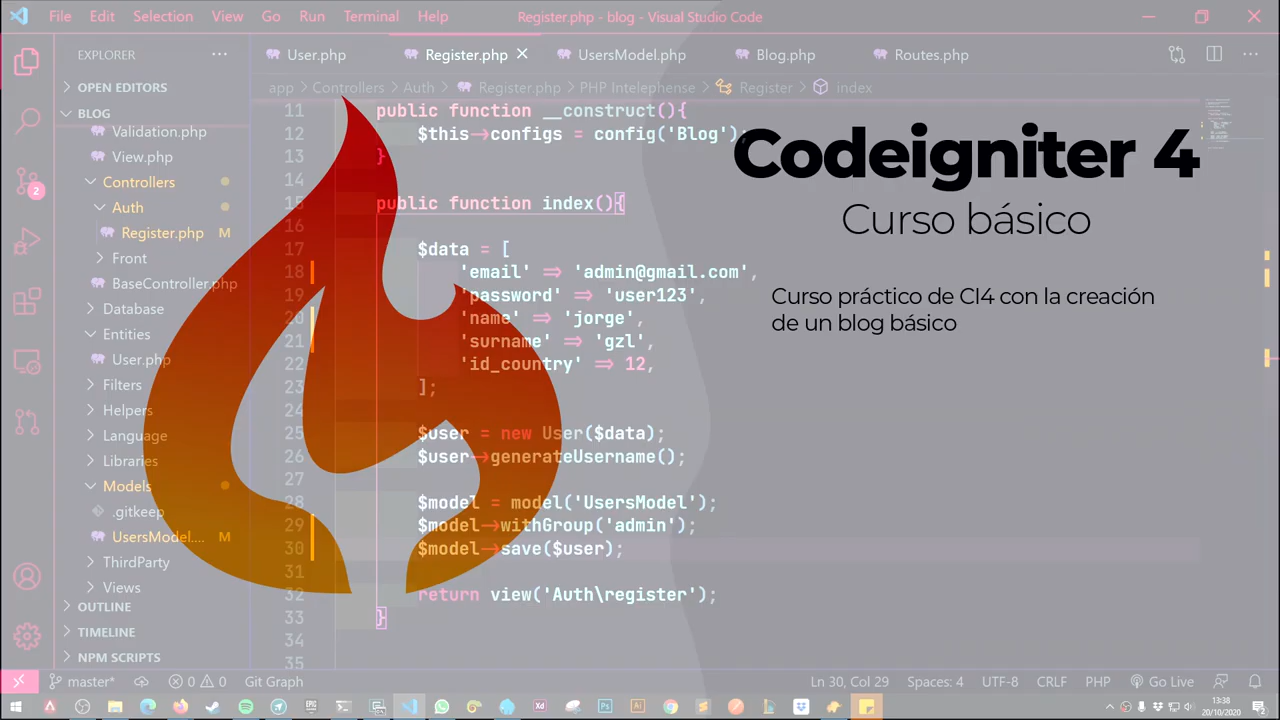 File Edit Selection View Go Run Terminal Help
Register.php - blog - Visual Studio Code
EXPLORER
User.php
Register.php
UsersModel.php
Blog.php
Routes.php
OPEN EDITORS
app > Controllers > Auth > Register.php > PHP Intelephense > Register > index
BLOG
Validation.php
View.php
Controllers
Auth
Register.php M
Front
BaseController.php
Database
Entities
User.php
Filters
Helpers
Language
Libraries
Models
.gitkeep
UsersModel.... M
ThirdParty
Views
OUTLINE
TIMELINE
NPM SCRIPTS
2
11 public function __construct(){
12 $this->configs = config('Blog');
13 }
14
15 public function index(){
16
17 $data = [
18 'email' => 'admin@gmail.com',
19 'password' => 'user123',
20 'name' => 'jorge',
21 'surname' => 'gzl',
22 'id_country' => 12,
23 ];
24
25 $user = new User($data);
26 $user->generateUsername();
27
28 $model = model('UsersModel');
29 $model->withGroup('admin');
30 $model->save($user);
31
32 return view('Auth\register');
33 }
34
35
Codeigniter 4
Curso básico
Curso práctico de CI4 con la creación
de un blog básico
master* 0 0 Git Graph
Ln 30, Col 29 Spaces: 4 UTF-8 CRLF PHP Go Live
13:38
20/10/2020